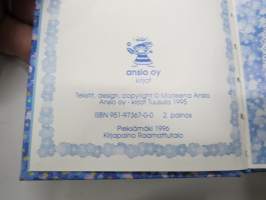 ansio oy
kirjat
Tekstit, design, copyright © Marleena Ansio
Ansio oy - kirjat Tuusula 1995
ISBN 951-97367-0-0 2. painos
Pieksämäki 1996
Kirjapaino Raamattutalo